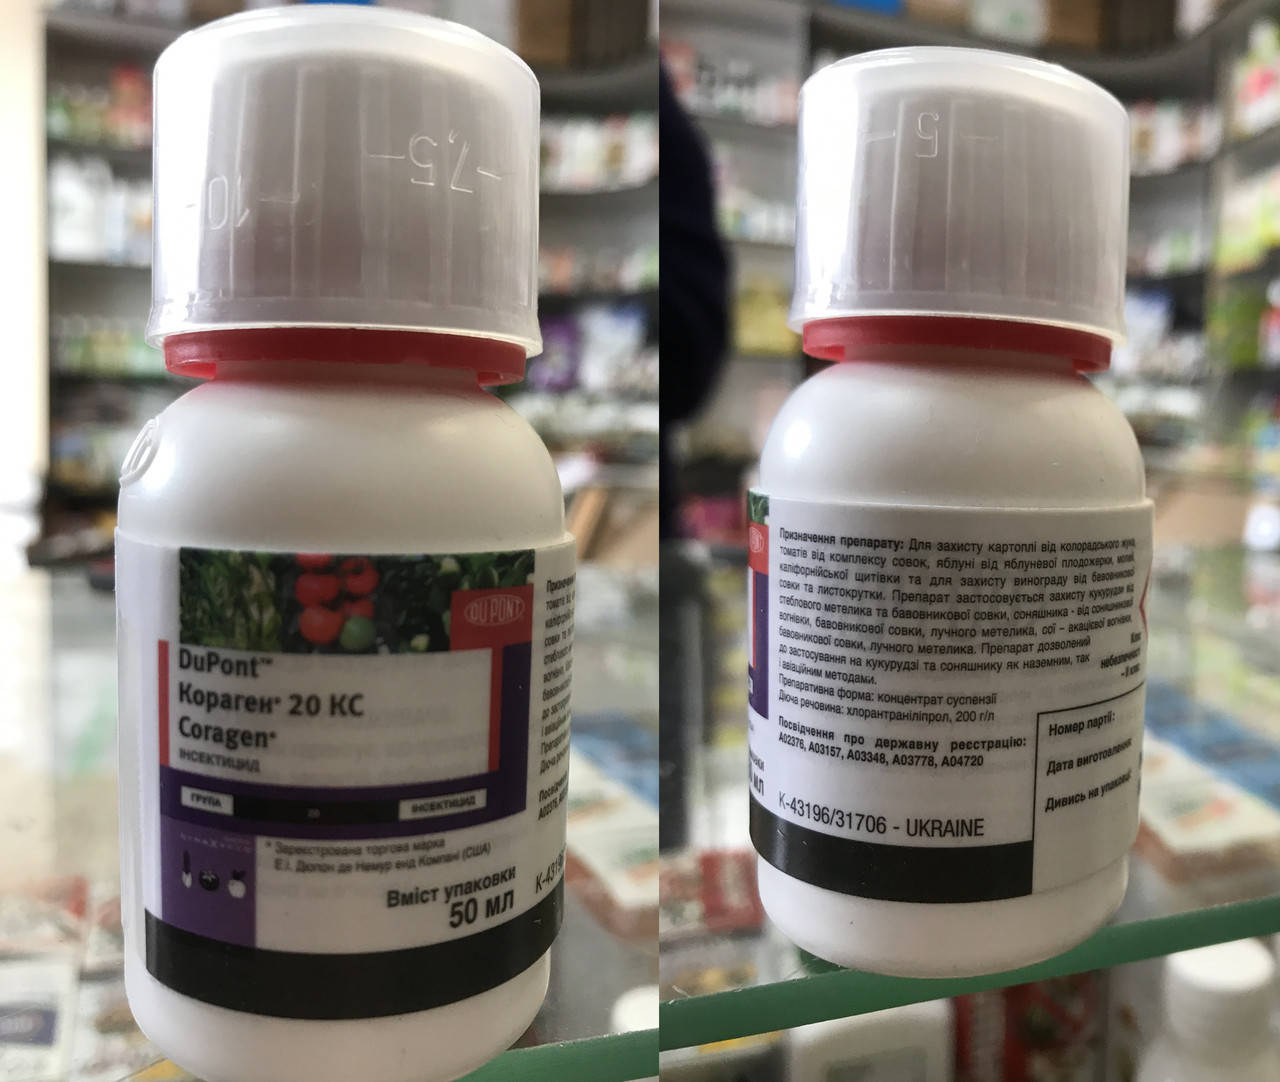 10
7,5
DU PONT
DuPont™
Кораген® 20 КС
Coragen®
ІНСЕКТИЦИД
ГРУПА 20 ІНСЕКТИЦИД
* Зареєстрована торгова марка
Е.І. Дюпон де Немур енд Компані (США)
Вміст упаковки
50 мл
5
Призначення препарату: Для захисту картоплі від колорадського жука,
томатів від комплексу совок, яблуні від яблуневої плодожерки, молей,
каліфорнійської щитівки та для захисту винограду від бавовникової
совки та листокрутки. Препарат застосовується захисту кукурудзи від
стеблового метелика та бавовникової совки, соняшника - від соняшникової
вогнівки, бавовникової совки, лучного метелика, сої – акацієвої вогнівки,
бавовникової совки, лучного метелика. Препарат дозволений
до застосування на кукурудзі та соняшнику як наземним, так
і авіаційним методами.
Препаративна форма: концентрат суспензії
Діюча речовина: хлорантраніліпрол, 200 г/л
Клас
небезпечності
– II клас
Посвідчення про державну реєстрацію:
А02376, А03157, А03348, А03778, А04720
К-43196/31706 - UKRAINE
Номер партії:
Дата виготовлення
Дивись на упаковці